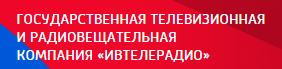 ГОСУДАРСТВЕННАЯ ТЕЛЕВИЗИОННАЯ
И РАДИОВЕЩАТЕЛЬНАЯ
КОМПАНИЯ «ИВТЕЛЕРАДИО»